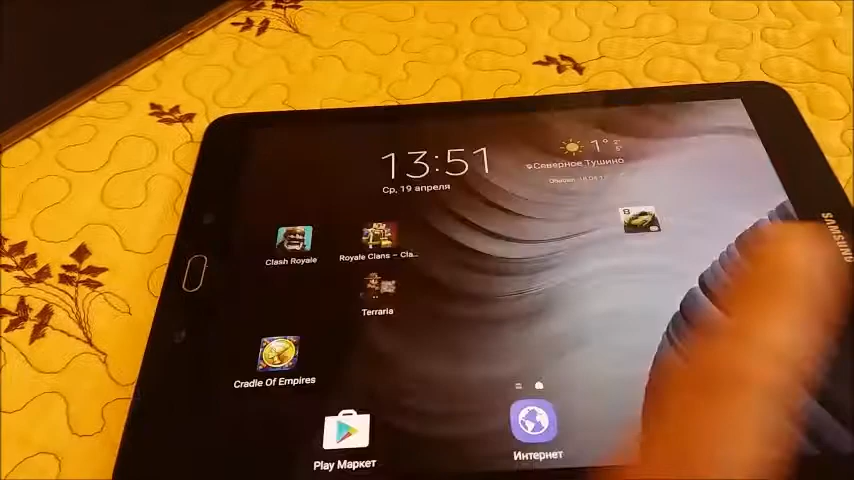 13:51
Ср, 19 апреля
1°
Северное Тушино
SAMSUNG
Clash Royale
Royale Clans – Cla...
Terraria
Cradle Of Empires
Play Маркет
Интернет